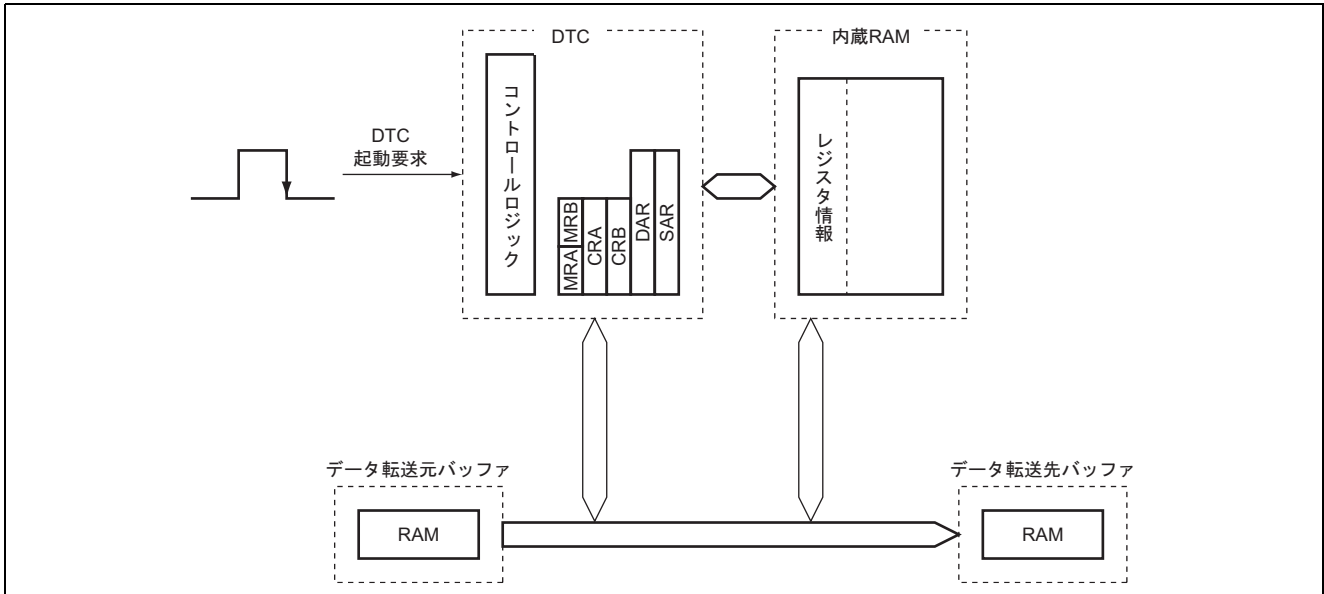 DTC
内蔵RAM
DTC
起動要求
コントロールロジック
MRA
MRB
CRA
CRB
DAR
SAR
レジスタ情報
データ転送元バッファ
データ転送先バッファ
RAM
RAM